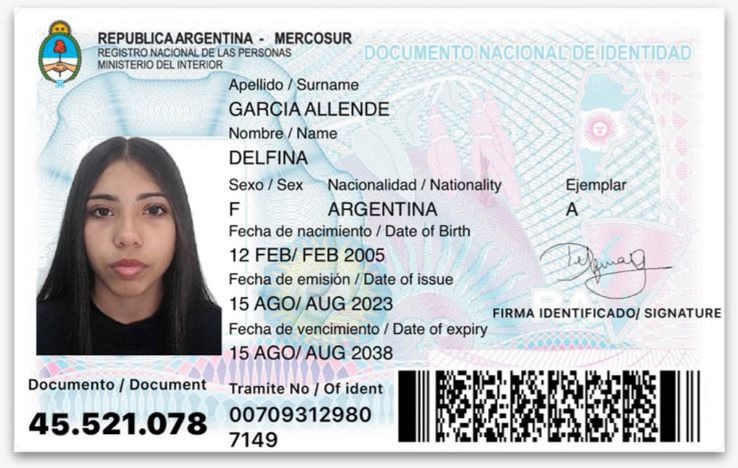 REPUBLICA ARGENTINA - MERCOSUR
REGISTRO NACIONAL DE LAS PERSONAS
MINISTERIO DEL INTERIOR
DOCUMENTO NACIONAL DE IDENTIDAD
Apellido / Surname
GARCIA ALLENDE
Nombre / Name
DELFINA
Sexo / Sex Nacionalidad / Nationality Ejemplar
F ARGENTINA A
Fecha de nacimiento / Date of Birth
12 FEB/ FEB 2005
Fecha de emisión / Date of issue
15 AGO/ AUG 2023
FIRMA IDENTIFICADO/ SIGNATURE
Fecha de vencimiento / Date of expiry
15 AGO/ AUG 2038
Documento / Document
45.521.078
Tramite No / Of ident
00709312980
7149